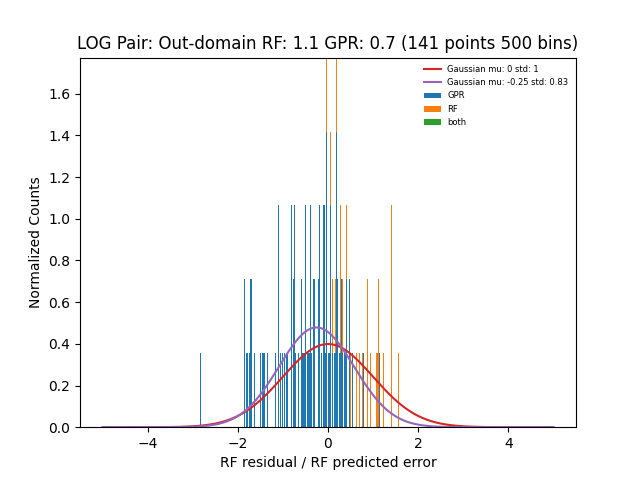 LOG Pair: Out-domain RF: 1.1 GPR: 0.7 (141 points 500 bins)
Gaussian mu: 0 std: 1
Gaussian mu: -0.25 std: 0.83
GPR
RF
both
Normalized Counts
1.6
1.4
1.2
1.0
0.8
0.6
0.4
0.2
0.0
−4
−2
0
2
4
RF residual / RF predicted error